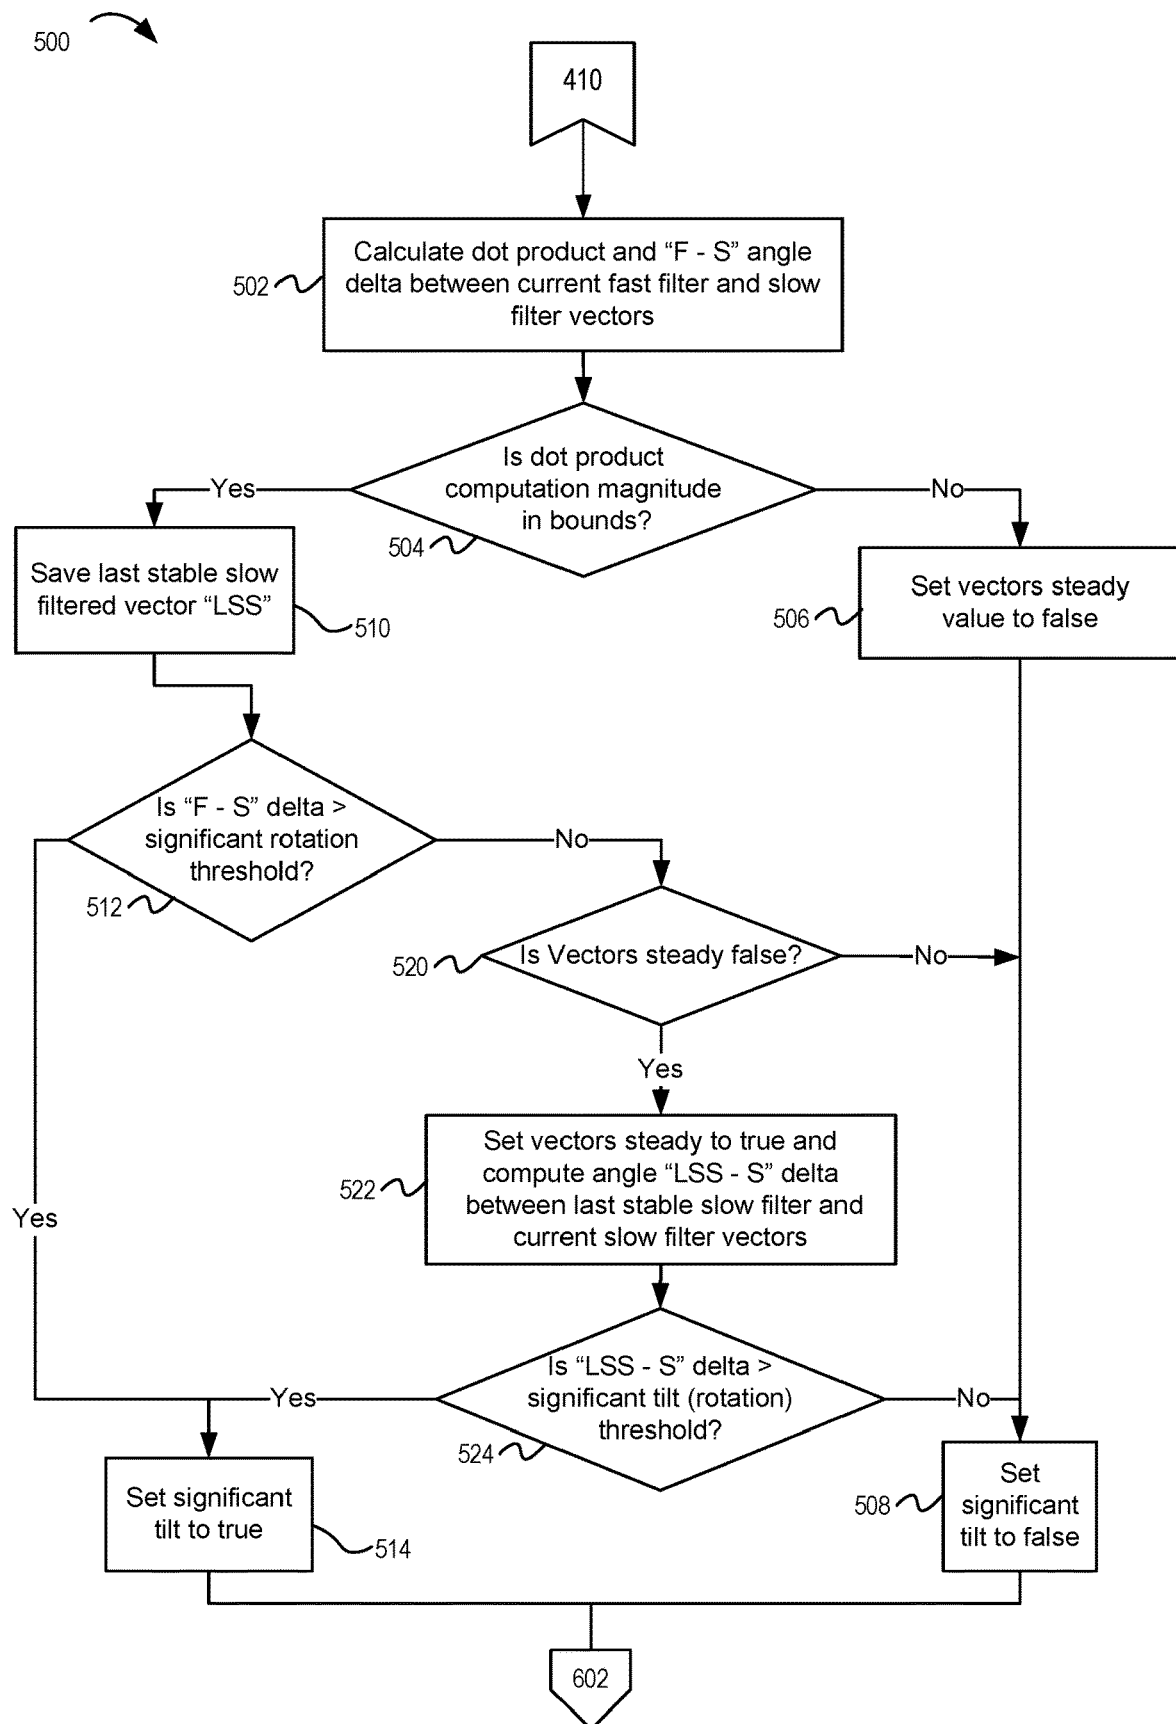 500
410
Calculate dot product and “F - S” angle
delta between current fast filter and slow
filter vectors
502
Is dot product
computation magnitude
in bounds?
504
Yes
No
Save last stable slow
filtered vector “LSS”
510
Set vectors steady
value to false
506
Is “F - S” delta >
significant rotation
threshold?
512
No
Is Vectors steady false?
520
No
Yes
Set vectors steady to true and
compute angle “LSS - S” delta
between last stable slow filter and
current slow filter vectors
522
Yes
Is “LSS - S” delta >
significant tilt (rotation)
threshold?
524
Yes
No
Set significant
tilt to true
514
Set
significant
tilt to false
508
602